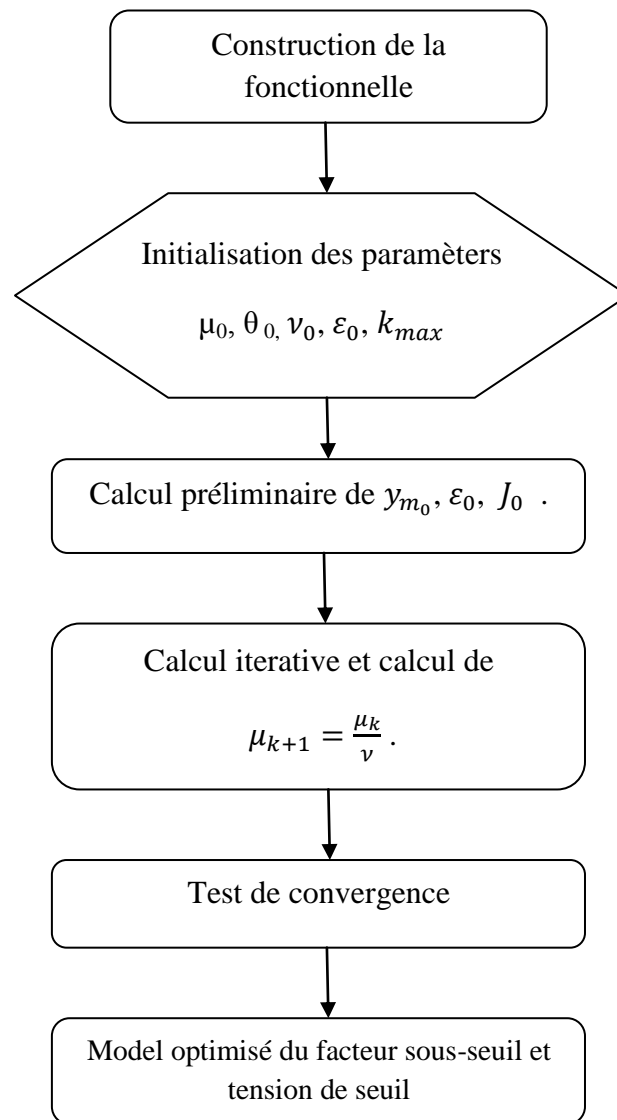 Construction de la
fonctionnelle
Initialisation des paramèters
μ₀, θ ₀, 𝜈₀, 𝜀₀, 𝑘ₘₐₓ
Calcul préliminaire de 𝑦ₘ₀, 𝜀₀, 𝐽₀ .
Calcul iterative et calcul de
𝜇ₖ₊₁ = 𝜇ₖ/𝜈 .
Test de convergence
Model optimisé du facteur sous-seuil et
tension de seuil